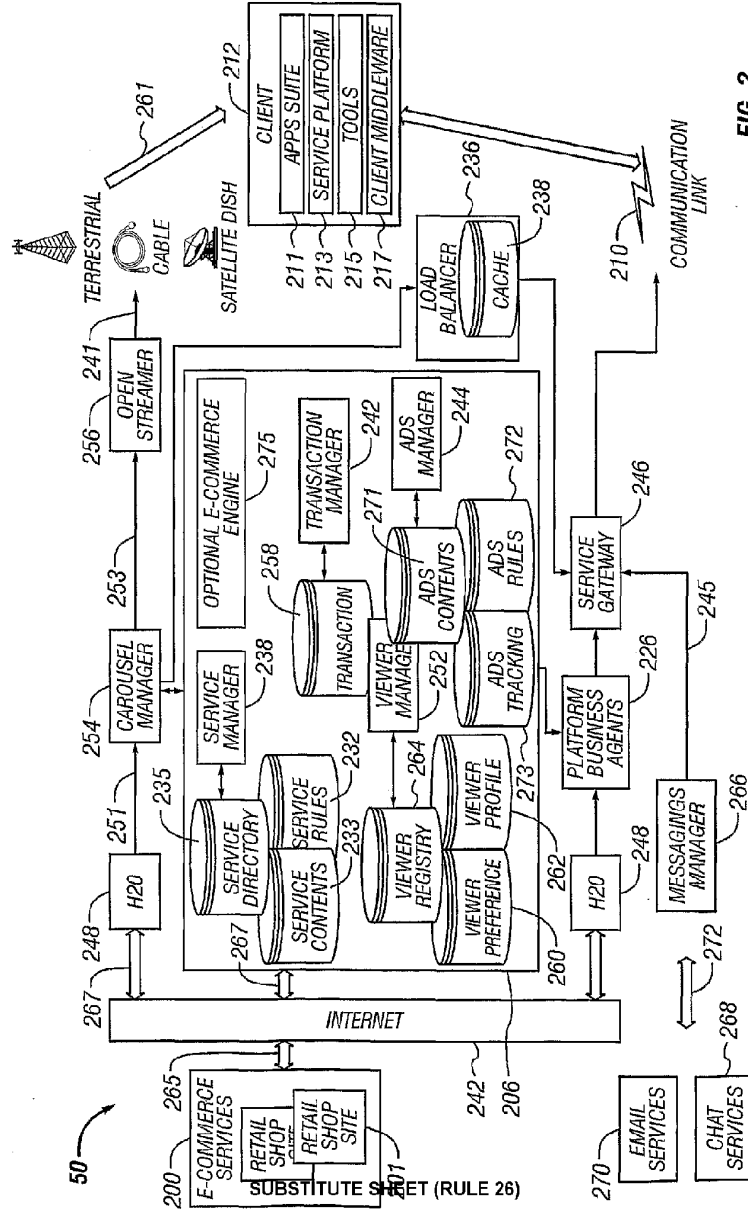 50
200
E-COMMERCE
SERVICES
RETAIL
SHOP
SITE
RETAIL
SHOP
SITE
201
265
INTERNET
242
267
248
H20
251
254
CAROUSEL
MANAGER
253
256
OPEN
STREAMER
241
TERRESTRIAL
CABLE
SATELLITE DISH
261
212
CLIENT
APPS SUITE
SERVICE PLATFORM
TOOLS
CLIENT MIDDLEWARE
211
213
215
217
267
206
235
SERVICE
DIRECTORY
SERVICE
CONTENTS
SERVICE
RULES
233
232
SERVICE
MANAGER
238
OPTIONAL E-COMMERCE
ENGINE
275
258
TRANSACTION
TRANSACTION
MANAGER
242
VIEWER
REGISTRY
264
VIEWER
MANAGER
252
VIEWER
PREFERENCE
260
VIEWER
PROFILE
262
271
ADS
CONTENTS
ADS
MANAGER
244
ADS
TRACKING
273
ADS
RULES
272
LOAD
BALANCER
236
CACHE
238
H20
248
PLATFORM
BUSINESS
AGENTS
226
SERVICE
GATEWAY
246
245
MESSAGINGS
MANAGER
266
272
270
EMAIL
SERVICES
CHAT
SERVICES
268
210
COMMUNICATION
LINK
SUBSTITUTE SHEET (RULE 26)